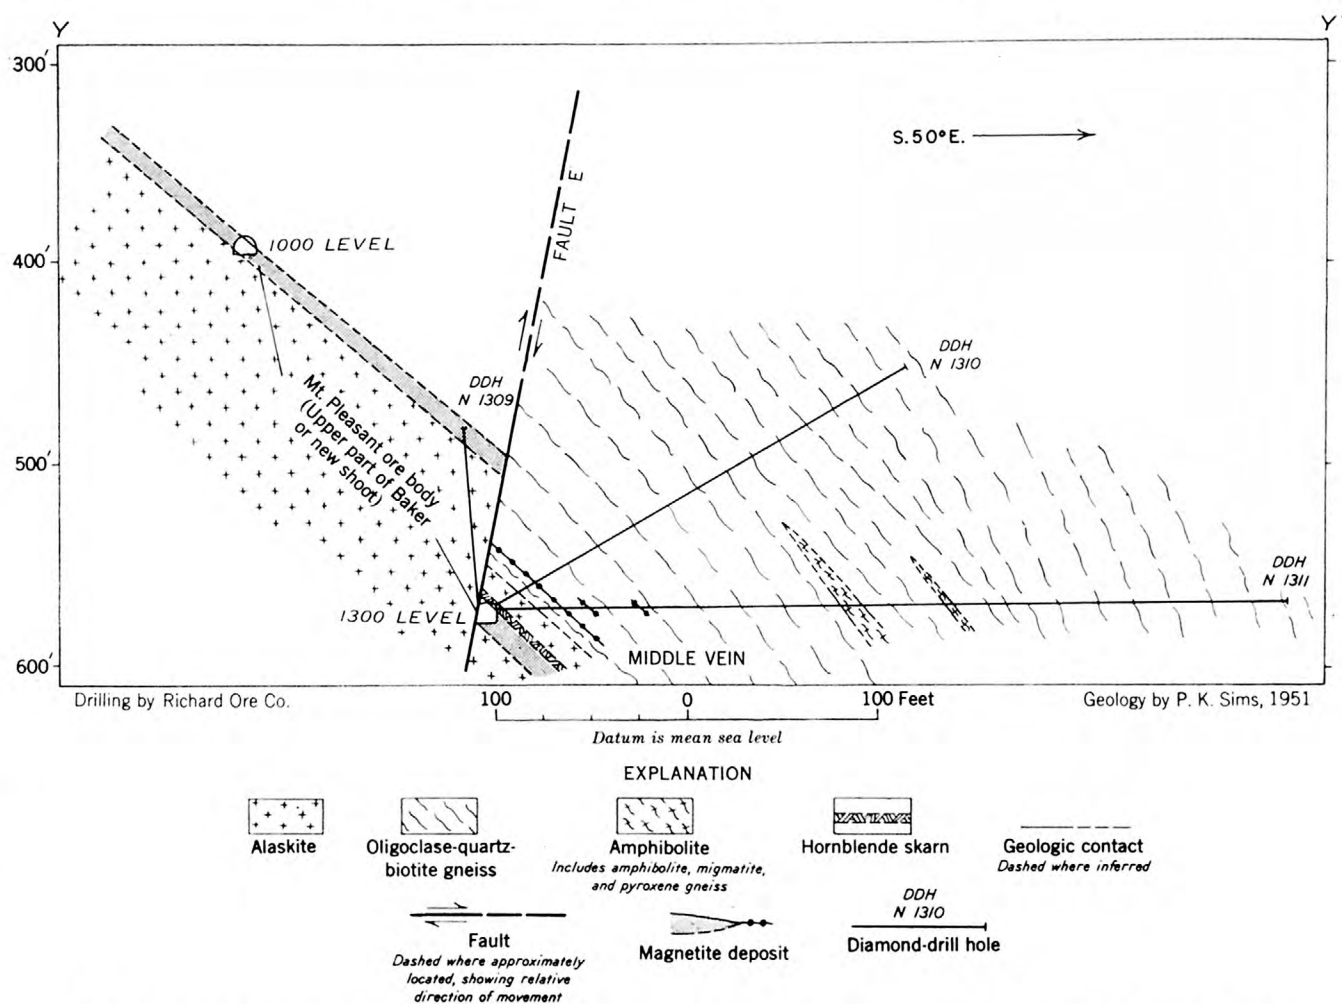 Y
Y
300'
400'
500'
600'
S.50°E.
FAULT E
1000 LEVEL
DDH
N 1309
DDH
N 1310
DDH
N 1311
Mt. Pleasant ore body
(Upper part of Baker
or new shoot)
1300 LEVEL
MIDDLE VEIN
Drilling by Richard Ore Co.
Geology by P. K. Sims, 1951
100 0 100 Feet
Datum is mean sea level
EXPLANATION
Alaskite
Oligoclase-quartz-
biotite gneiss
Amphibolite
Includes amphibolite, migmatite,
and pyroxene gneiss
Hornblende skarn
Geologic contact
Dashed where inferred
Fault
Dashed where approximately
located, showing relative
direction of movement
Magnetite deposit
DDH
N 1310
Diamond-drill hole